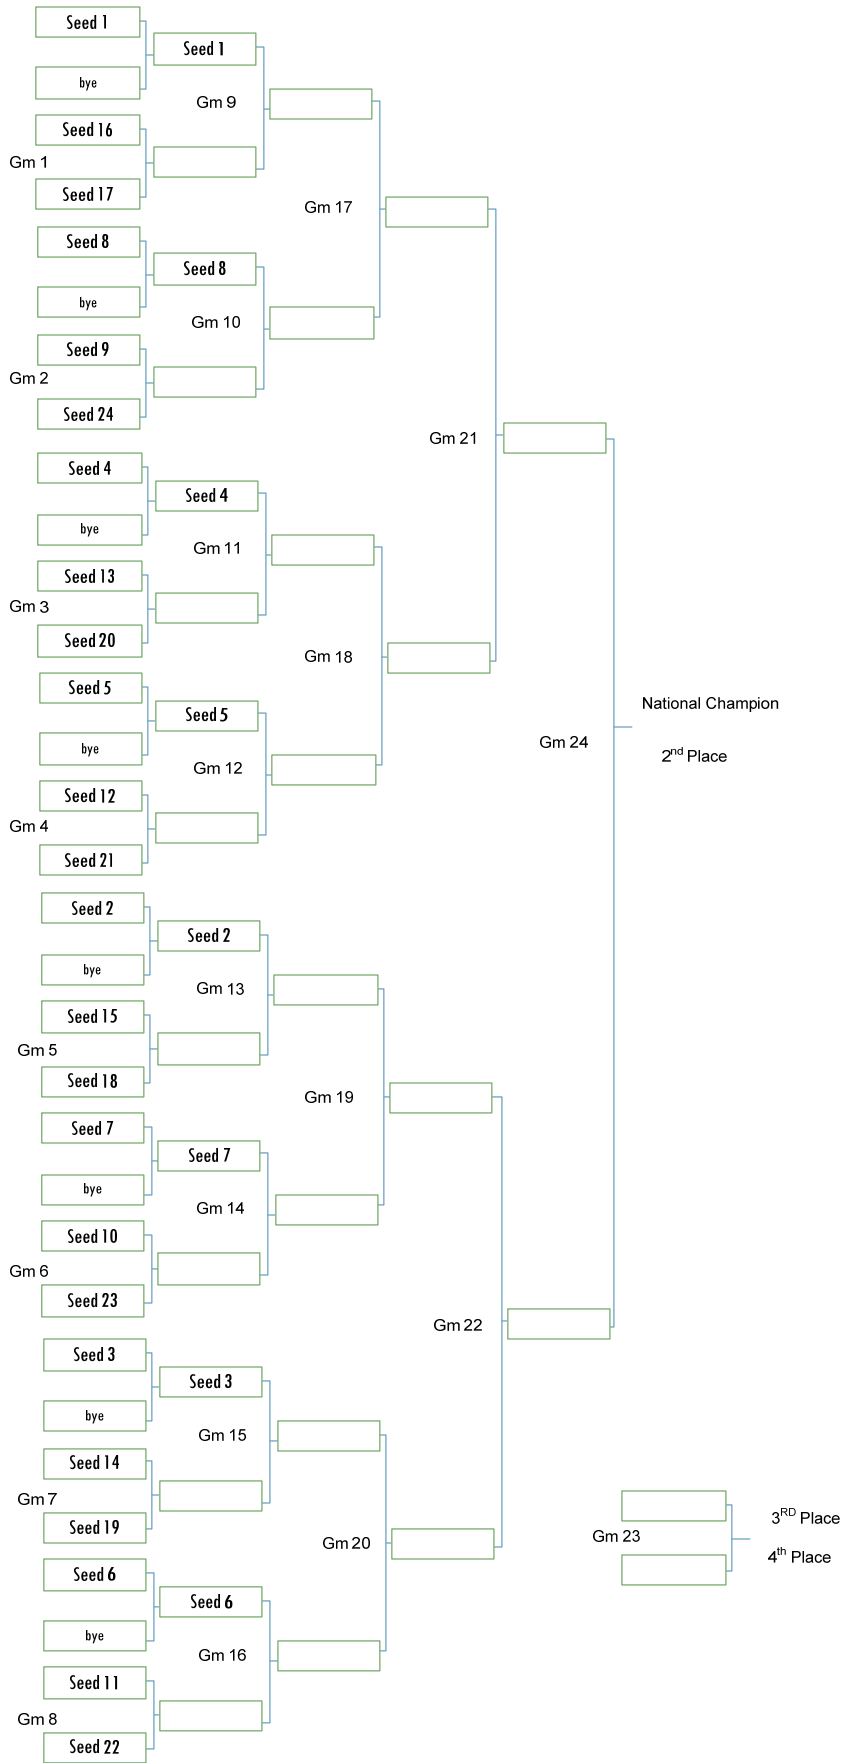 Seed 1
Seed 1
bye
Gm 9
Seed 16
Gm 1
Seed 17
Gm 17
Seed 8
Seed 8
bye
Gm 10
Seed 9
Gm 2
Seed 24
Gm 21
Seed 4
Seed 4
bye
Gm 11
Seed 13
Gm 3
Seed 20
Gm 18
Seed 5
Seed 5
bye
Gm 12
Seed 12
Gm 4
Seed 21
National Champion
Gm 24
2nd Place
Seed 2
Seed 2
bye
Gm 13
Seed 15
Gm 5
Seed 18
Gm 19
Seed 7
Seed 7
bye
Gm 14
Seed 10
Gm 6
Seed 23
Gm 22
Seed 3
Seed 3
bye
Gm 15
Seed 14
Gm 7
Seed 19
Gm 20
3RD Place
Gm 23
4th Place
Seed 6
Seed 6
bye
Gm 16
Seed 11
Gm 8
Seed 22